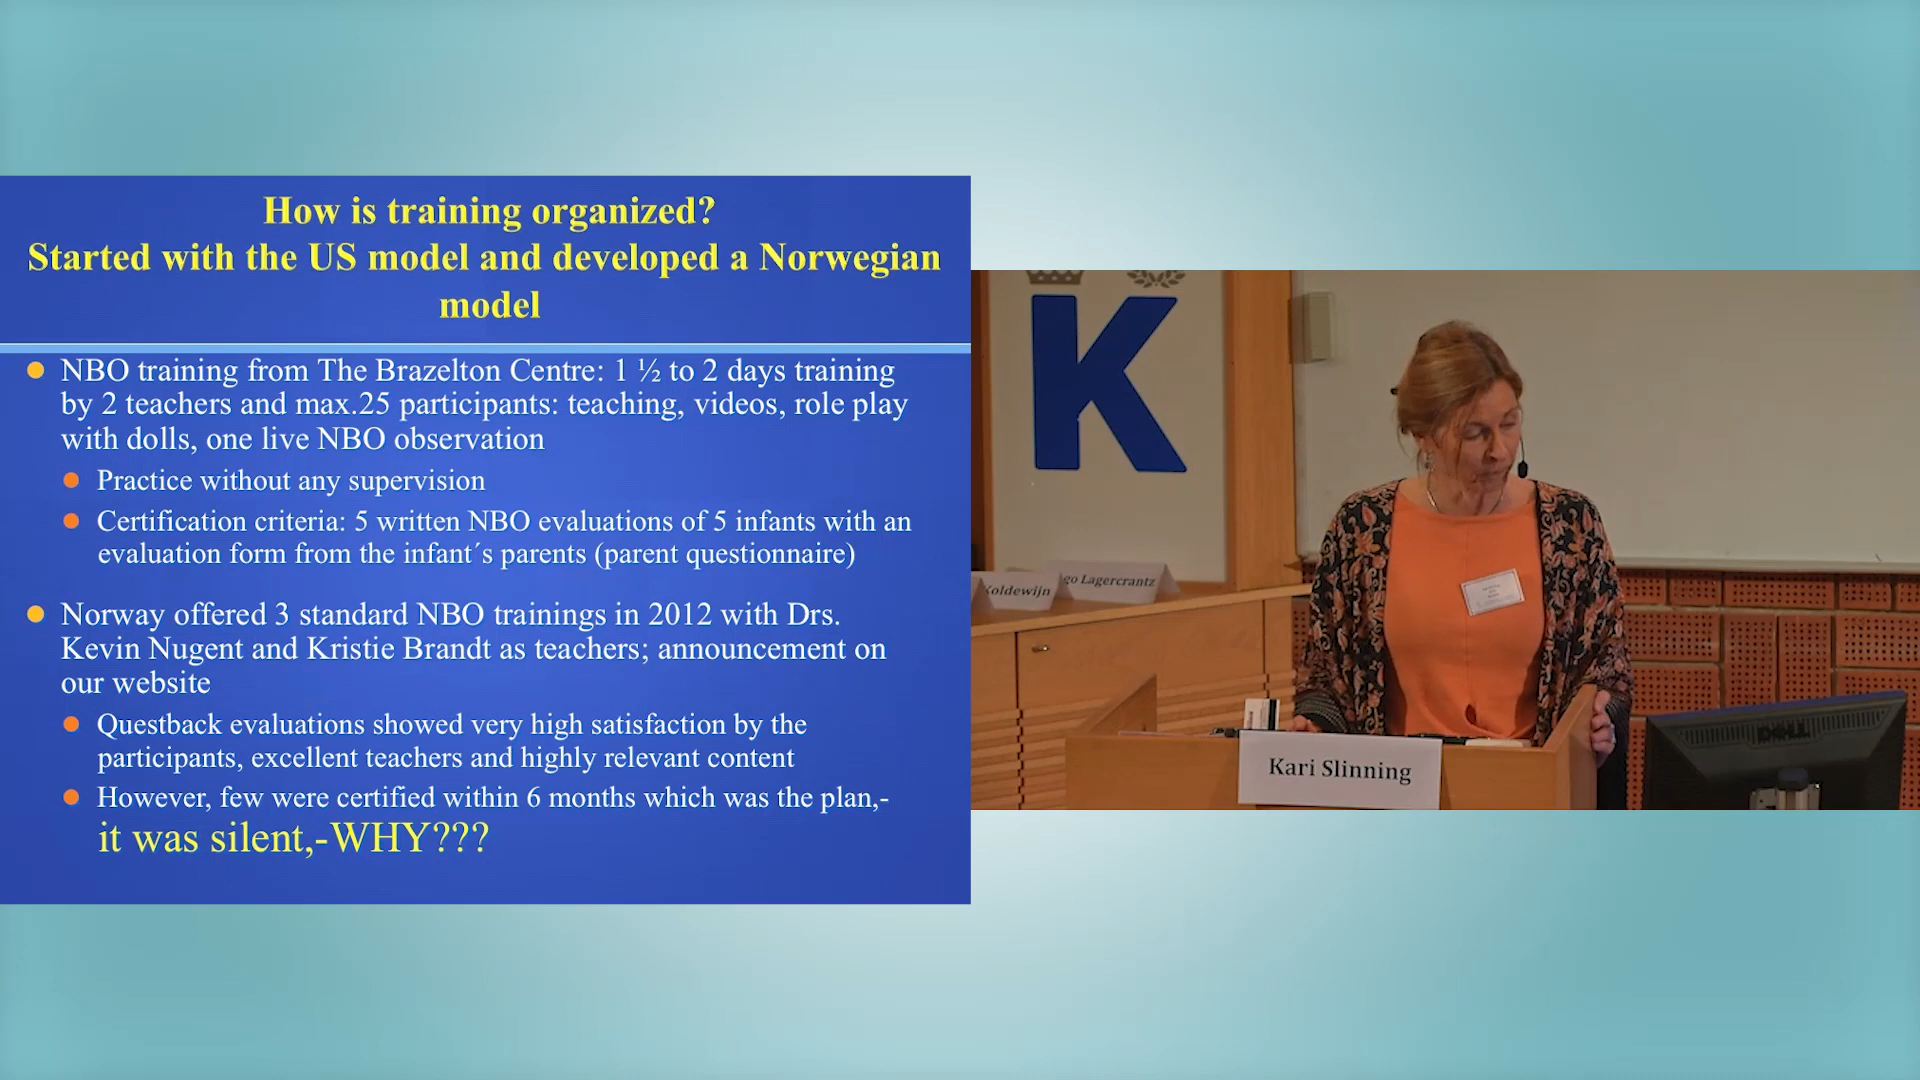 How is training organized?
Started with the US model and developed a Norwegian
model
NBO training from The Brazelton Centre: 1 ½ to 2 days training
by 2 teachers and max.25 participants: teaching, videos, role play
with dolls, one live NBO observation
Practice without any supervision
Certification criteria: 5 written NBO evaluations of 5 infants with an
evaluation form from the infant´s parents (parent questionnaire)
Norway offered 3 standard NBO trainings in 2012 with Drs.
Kevin Nugent and Kristie Brandt as teachers; announcement on
our website
Questback evaluations showed very high satisfaction by the
participants, excellent teachers and highly relevant content
However, few were certified within 6 months which was the plan,-
it was silent,-WHY???
K
Koldewijn
go Lagercrantz
Kari Slinning
DELL